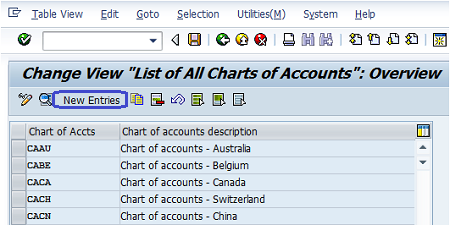 Table View Edit Goto Selection Utilities(M) System Help
Change View "List of All Charts of Accounts": Overview
New Entries
Chart of Accts Chart of accounts description
CAAU Chart of accounts - Australia
CABE Chart of accounts - Belgium
CACA Chart of accounts - Canada
CACH Chart of accounts - Switzerland
CACN Chart of accounts - China